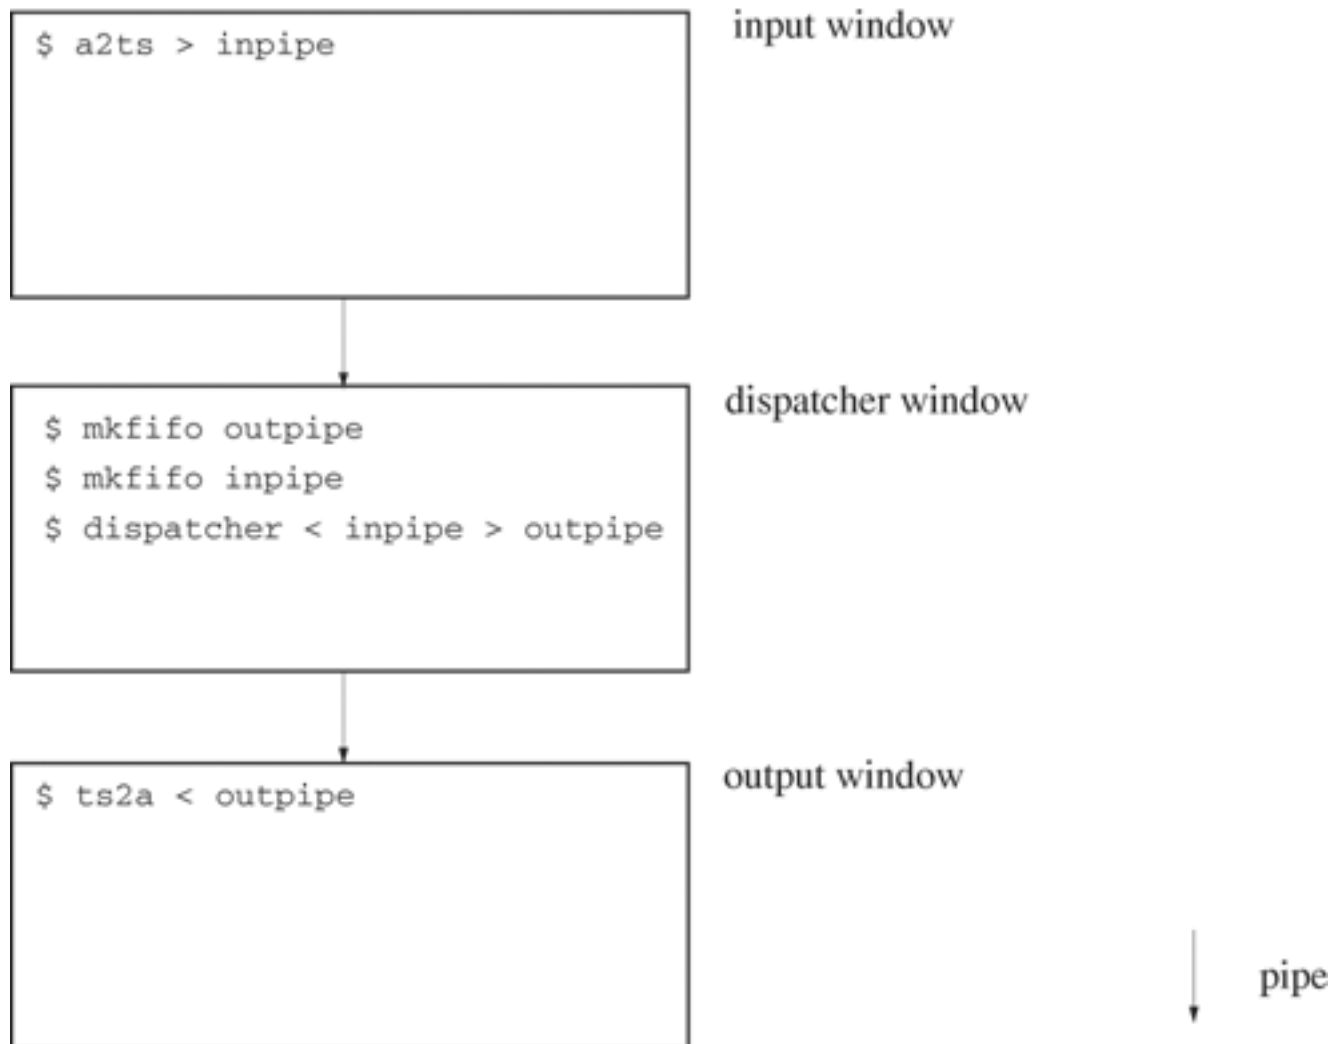 $ a2ts > inpipe
input window
$ mkfifo outpipe
$ mkfifo inpipe
$ dispatcher < inpipe > outpipe
dispatcher window
$ ts2a < outpipe
output window
pipe